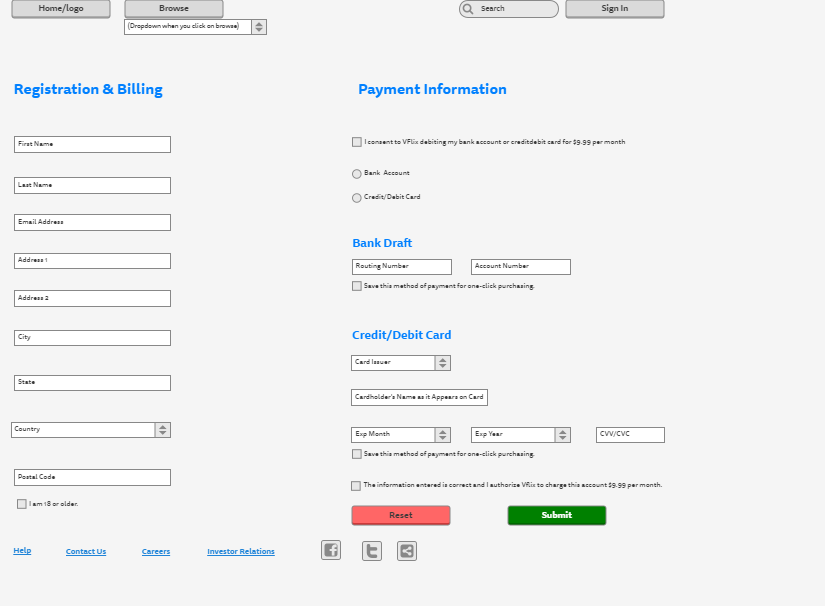 Home/logo
Browse
Search
Sign In
(Dropdown when you click on browse)
Registration & Billing
First Name
Last Name
Email Address
Address 1
Address 2
City
State
Country
Postal Code
I am 18 or older.
Payment Information
I consent to VFlix debiting my bank account or creditdebit card for $9.99 per month
Bank Account
Credit/Debit Card
Bank Draft
Routing Number
Account Number
Save this method of payment for one-click purchasing.
Credit/Debit Card
Card Issuer
Cardholder's Name as it Appears on Card
Exp Month
Exp Year
CVV/CVC
Save this method of payment for one-click purchasing.
The information entered is correct and I authorize Vflix to charge this account $9.99 per month.
Reset
Submit
Help
Contact Us
Careers
Investor Relations